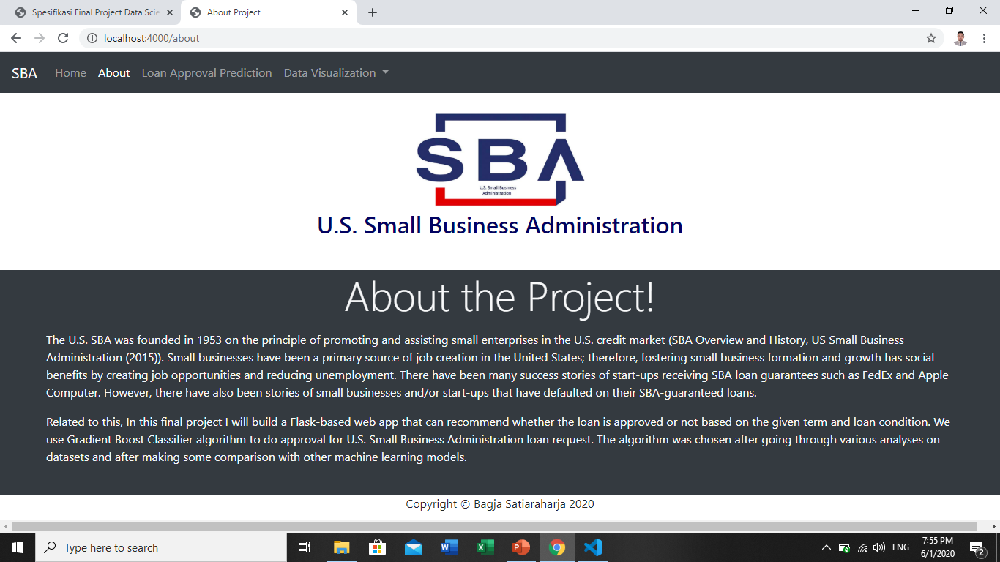 Spesifikasi Final Project Data Scie
About Project
localhost:4000/about
SBA Home About Loan Approval Prediction Data Visualization
SBA
U.S. Small Business
Administration
U.S. Small Business Administration
About the Project!
The U.S. SBA was founded in 1953 on the principle of promoting and assisting small enterprises in the U.S. credit market (SBA Overview and History, US Small Business
Administration (2015)). Small businesses have been a primary source of job creation in the United States; therefore, fostering small business formation and growth has social
benefits by creating job opportunities and reducing unemployment. There have been many success stories of start-ups receiving SBA loan guarantees such as FedEx and Apple
Computer. However, there have also been stories of small businesses and/or start-ups that have defaulted on their SBA-guaranteed loans.
Related to this, In this final project I will build a Flask-based web app that can recommend whether the loan is approved or not based on the given term and loan condition. We
use Gradient Boost Classifier algorithm to do approval for U.S. Small Business Administration loan request. The algorithm was chosen after going through various analyses on
datasets and after making some comparison with other machine learning models.
Copyright © Bagja Satiaraharja 2020
Type here to search
ENG
7:55 PM
6/1/2020
2